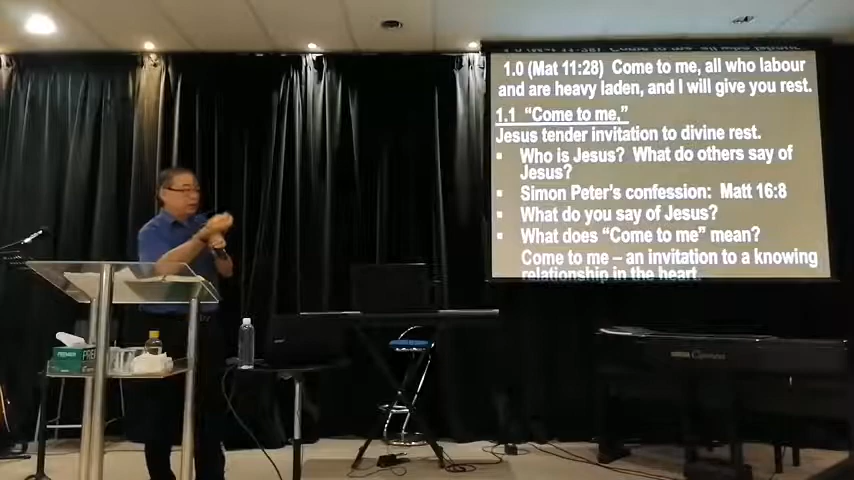 1.0 (Mat 11:28) Come to me, all who labour
and are heavy laden, and I will give you rest.
1.1 “Come to me,”
Jesus tender invitation to divine rest.
• Who is Jesus? What do others say of
Jesus?
• Simon Peter’s confession: Matt 16:8
• What do you say of Jesus?
• What does “Come to me” mean?
Come to me – an invitation to a knowing
relationship in the heart
PREMIER